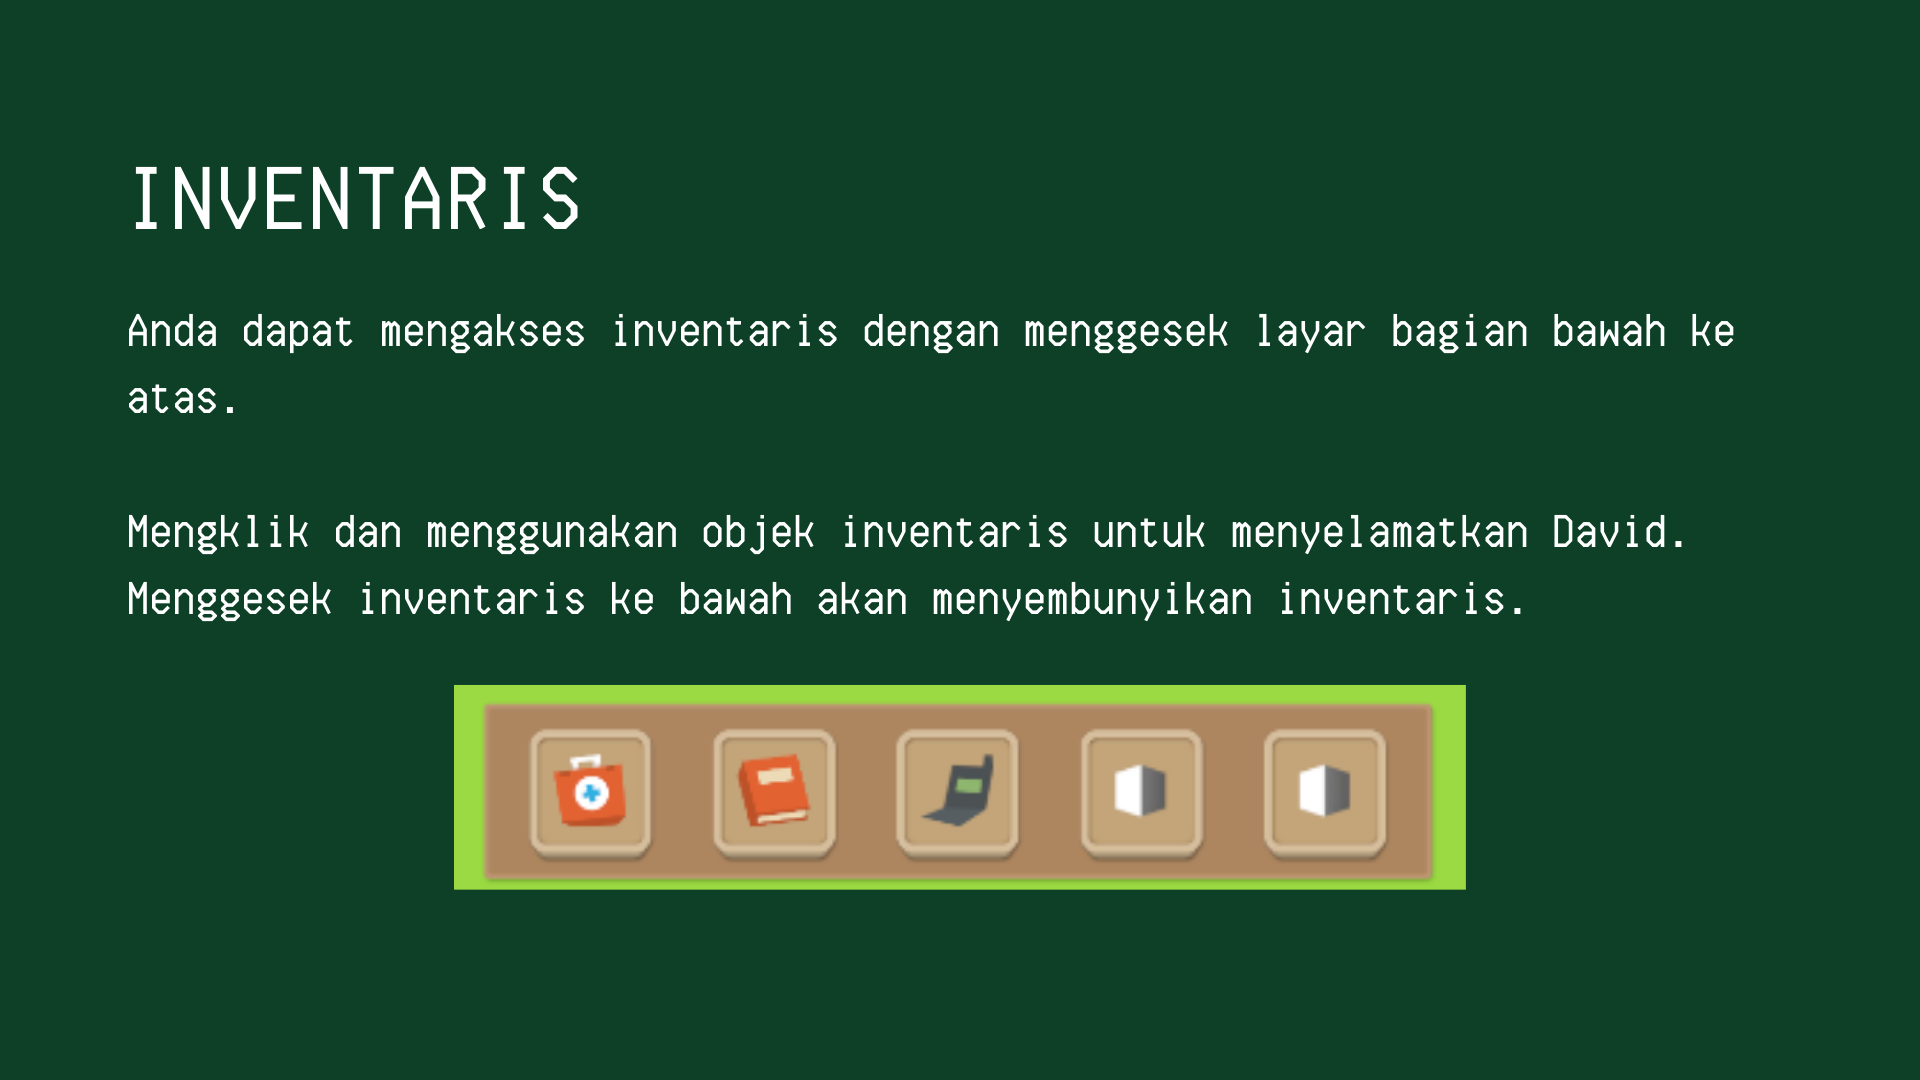 INVENTARIS
Anda dapat mengakses inventaris dengan menggesek layar bagian bawah ke
atas.
Mengklik dan menggunakan objek inventaris untuk menyelamatkan David.
Menggesek inventaris ke bawah akan menyembunyikan inventaris.